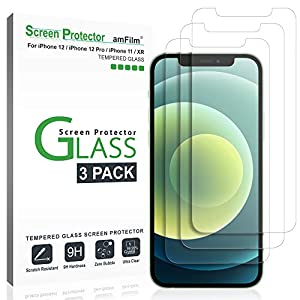 Screen Protector amFilm®
For iPhone 12 / iPhone 12 Pro / iPhone 11 / XR
TEMPERED GLASS
Screen Protector
GLASS
3 PACK
TEMPERED GLASS SCREEN PROTECTOR
9H
Scratch Resistant 9H Hardness Zero Bubble Ultra Clear